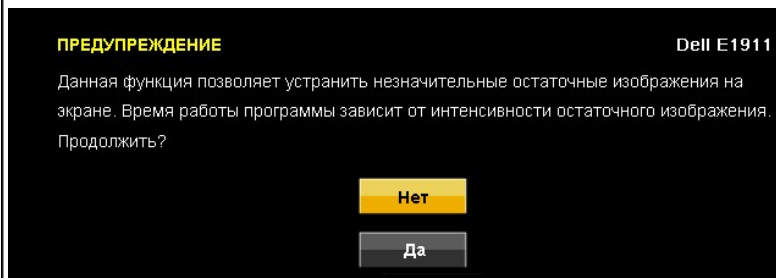 ПРЕДУПРЕЖДЕНИЕ Dell E1911
Данная функция позволяет устранить незначительные остаточные изображения на
экране. Время работы программы зависит от интенсивности остаточного изображения.
Продолжить?
Нет
Да